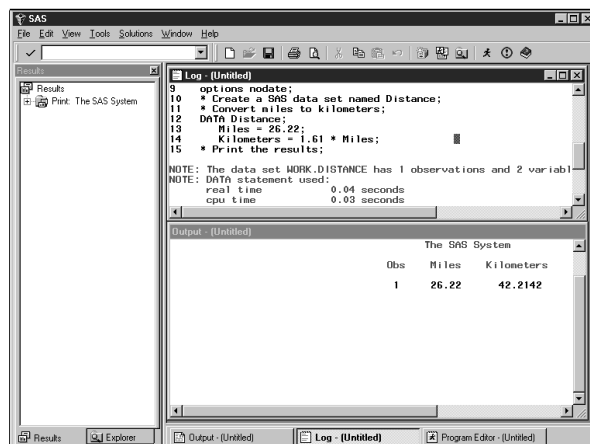 SAS
File Edit View Tools Solutions Window Help
Results
Results
Print: The SAS System
Log - (Untitled)
9 options nodate;
10 * Create a SAS data set named Distance;
11 * Convert miles to kilometers;
12 DATA Distance;
13 Miles = 26.22;
14 Kilometers = 1.61 * Miles;
15 * Print the results;
NOTE: The data set WORK.DISTANCE has 1 observations and 2 variabl
NOTE: DATA statement used:
real time 0.04 seconds
cpu time 0.03 seconds
Output - (Untitled)
The SAS System
Obs Miles Kilometers
1 26.22 42.2142
Results Explorer Output - (Untitled) Log - (Untitled) Program Editor - (Untitled)